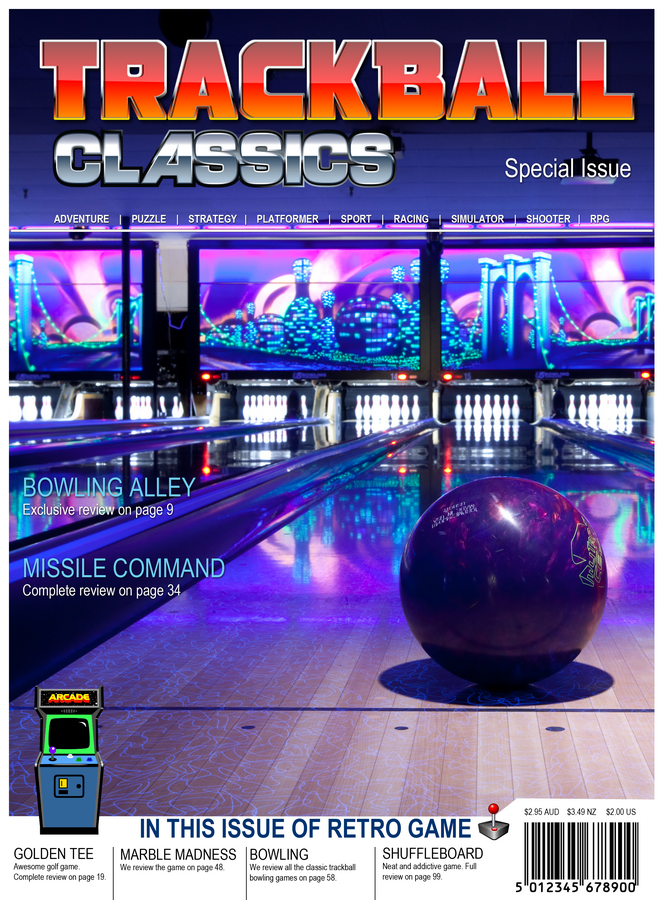 TRACKBALL
CLASSICS
Special Issue
ADVENTURE | PUZZLE | STRATEGY | PLATFORMER | SPORT | RACING | SIMULATOR | SHOOTER | RPG
BOWLING ALLEY
Exclusive review on page 9
MISSILE COMMAND
Complete review on page 34
ARCADE
IN THIS ISSUE OF RETRO GAME
$2.95 AUD $3.49 NZ $2.00 US
GOLDEN TEE
Awesome golf game.
Complete review on page 19.
MARBLE MADNESS
We review the game on page 48.
BOWLING
We review all the classic trackball
bowling games on page 58.
SHUFFLEBOARD
Neat and addictive game. Full
review on page 99.
5 012345 678900